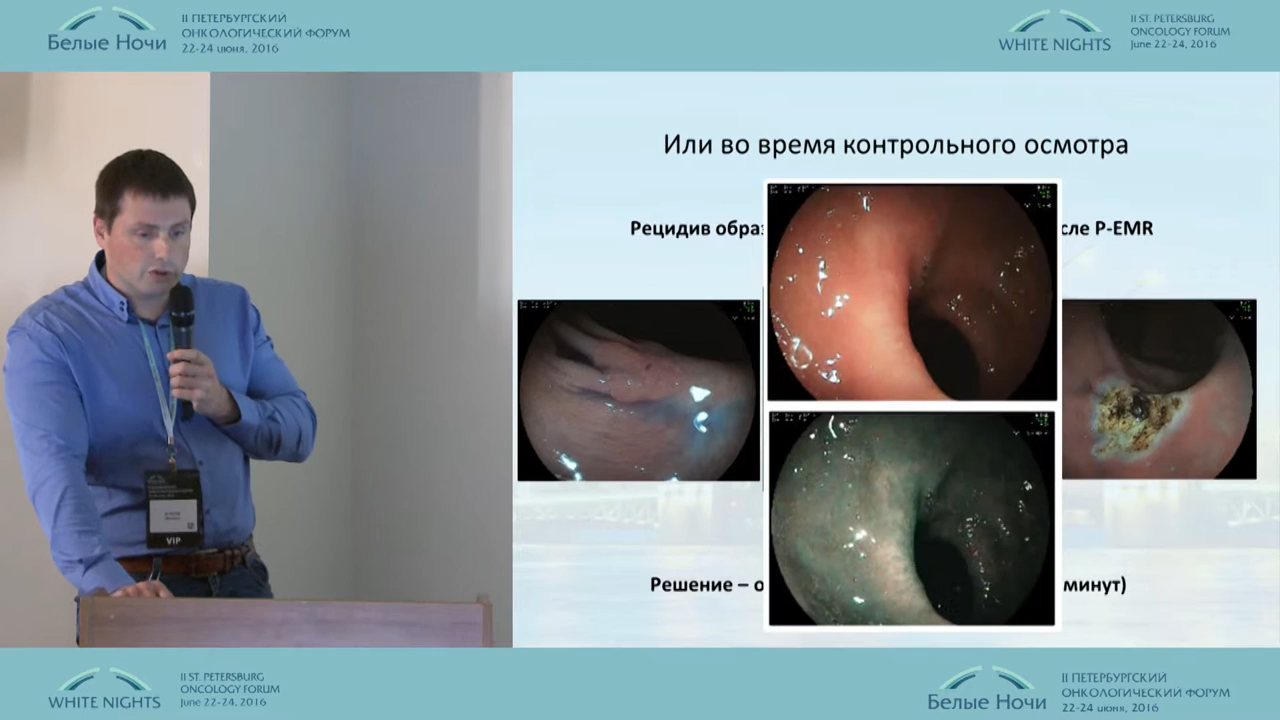 Белые Ночи
II ПЕТЕРБУРГСКИЙ
ОНКОЛОГИЧЕСКИЙ ФОРУМ
22-24 июня, 2016
WHITE NIGHTS
II ST. PETERSBURG
ONCOLOGY FORUM
June 22-24, 2016
Или во время контрольного осмотра
Рецидив образ
сле P-EMR
Решение – о
минут)
VIP
WHITE NIGHTS
II ST. PETERSBURG
ONCOLOGY FORUM
June 22-24, 2016
Белые Ночи
II ПЕТЕРБУРГСКИЙ
ОНКОЛОГИЧЕСКИЙ ФОРУМ
22-24 июня, 2016